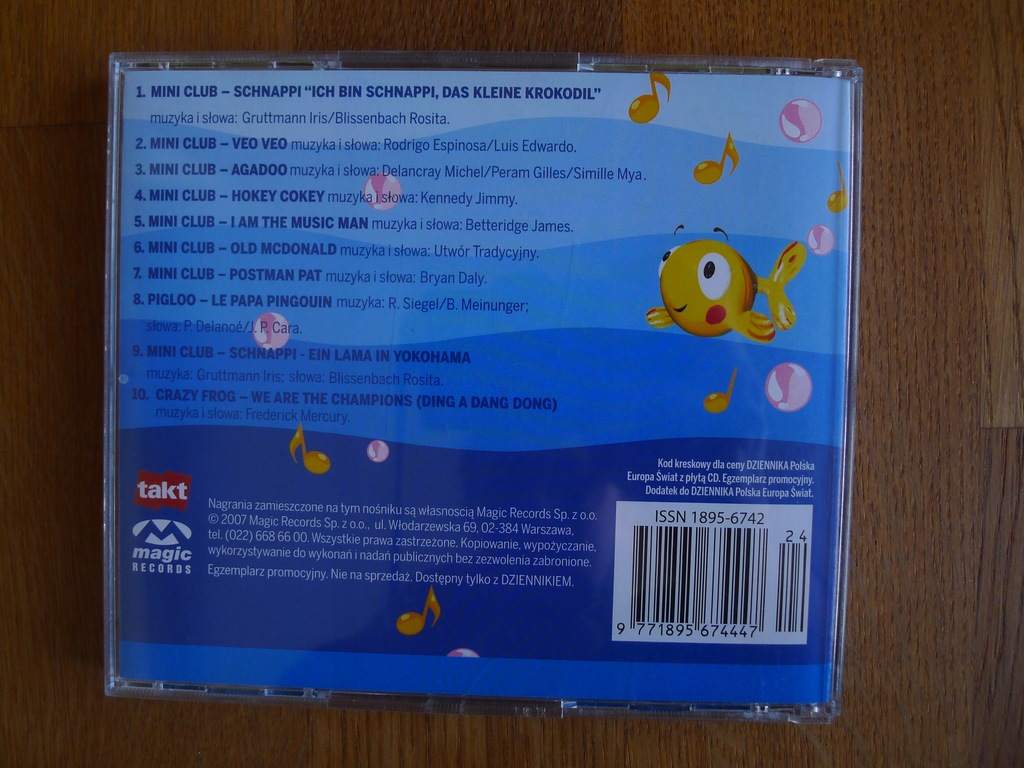 1. MINI CLUB – SCHNAPPI "ICH BIN SCHNAPPI, DAS KLEINE KROKODIL"
muzyka i słowa: Gruttmann Iris/Blissenbach Rosita.
2. MINI CLUB – VEO VEO muzyka i słowa: Rodrigo Espinosa/Luis Edwardo.
3. MINI CLUB – AGADOO muzyka i słowa: Delancray Michel/Peram Gilles/Simille Mya.
4. MINI CLUB – HOKEY COKEY muzyka i słowa: Kennedy Jimmy.
5. MINI CLUB – I AM THE MUSIC MAN muzyka i słowa: Betteridge James.
6. MINI CLUB – OLD MCDONALD muzyka i słowa: Utwór Tradycyjny.
7. MINI CLUB – POSTMAN PAT muzyka i słowa: Bryan Daly.
8. PIGLOO – LE PAPA PINGOUIN muzyka: R. Siegel/B. Meinunger;
słowa: P. Delanoé/J. P. Cara.
9. MINI CLUB – SCHNAPPI - EIN LAMA IN YOKOHAMA
muzyka: Gruttmann Iris; słowa: Blissenbach Rosita.
10. CRAZY FROG – WE ARE THE CHAMPIONS (DING A DANG DONG)
muzyka i słowa: Frederick Mercury.
Kod kreskowy dla ceny DZIENNIKA Polska
Europa Świat z płytą CD. Egzemplarz promocyjny.
Dodatek do DZIENNIKA Polska Europa Świat.
takt
magic
RECORDS
Nagrania zamieszczone na tym nośniku są własnoscią Magic Records Sp. z o.o.
© 2007 Magic Records Sp. z o.o., ul. Włodarzewska 69, 02-384 Warszawa,
tel. (022) 668 66 00. Wszystkie prawa zastrzeżone. Kopiowanie, wypożyczanie,
wykorzystywanie do wykonań i nadań publicznych bez zezwolenia zabronione.
Egzemplarz promocyjny. Nie na sprzedaż. Dostępny tylko z DZIENNIKIEM.
ISSN 1895-6742
24
9 771895 674447